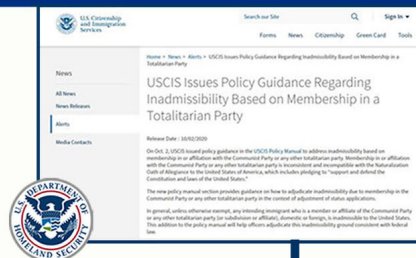 U.S. Citizenship
and Immigration
Services
Search our Site
Sign In
Forms News Citizenship Green Card Tools
Home > News > Alerts > USCIS Issues Policy Guidance Regarding Inadmissibility Based on Membership in a
Totalitarian Party
News
All News
News Releases
Alerts
Media Contacts
USCIS Issues Policy Guidance Regarding
Inadmissibility Based on Membership in a
Totalitarian Party
Release Date : 10/02/2020
On Oct. 2, USCIS issued policy guidance in the USCIS Policy Manual to address inadmissibility based on
membership in or affiliation with the Communist Party or any other totalitarian party. Membership in or affiliation
with the Communist Party or any other totalitarian party is inconsistent and incompatible with the Naturalization
Oath of Allegiance to the United States of America, which includes pledging to "support and defend the
Constitution and laws of the United States."
The new policy manual section provides guidance on how to adjudicate inadmissibility due to membership in the
Communist Party or any other totalitarian party in the context of adjustment of status applications.
In general, unless otherwise exempt, any intending immigrant who is a member or affiliate of the Communist Party
or any other totalitarian party (or subdivision or affiliate), domestic or foreign, is inadmissible to the United States.
This addition to the policy manual will help officers adjudicate this inadmissibility ground consistent with federal
law.
U.S. DEPARTMENT OF
HOMELAND SECURITY